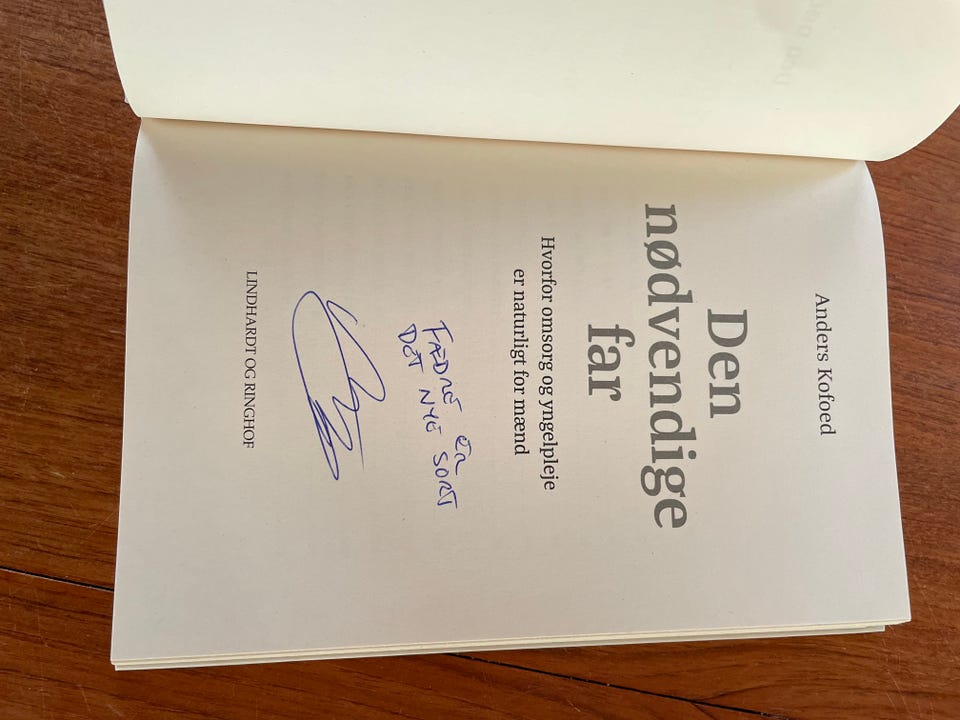 Anders Kofoed
Den
nødvendige
far
Hvorfor omsorg og yngelpleje
er naturligt for mænd
FÆDRE ER
DET NYE SORT
LINDHARDT OG RINGHOF